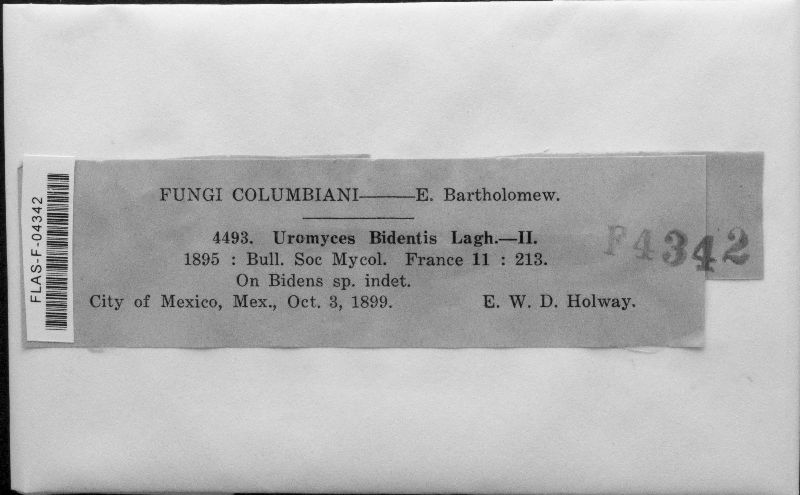 FUNGI COLUMBIANI———E. Bartholomew.
4493. Uromyces Bidentis Lagh.—II.
1895 : Bull. Soc Mycol. France 11 : 213.
On Bidens sp. indet.
City of Mexico, Mex., Oct. 3, 1899. E. W. D. Holway.
F4342
FLAS-F-04342